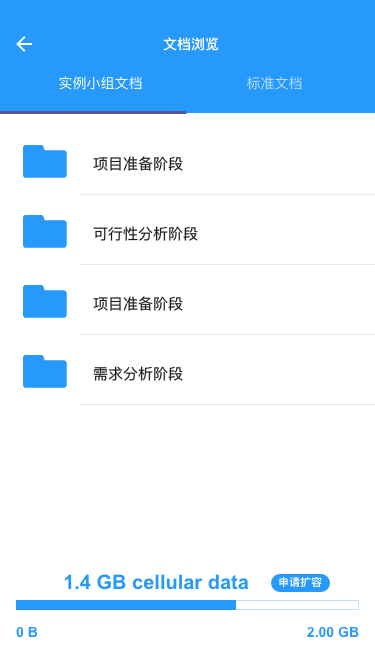 文档浏览
实例小组文档
标准文档
项目准备阶段
可行性分析阶段
项目准备阶段
需求分析阶段
1.4 GB cellular data
申请扩容
0 B
2.00 GB